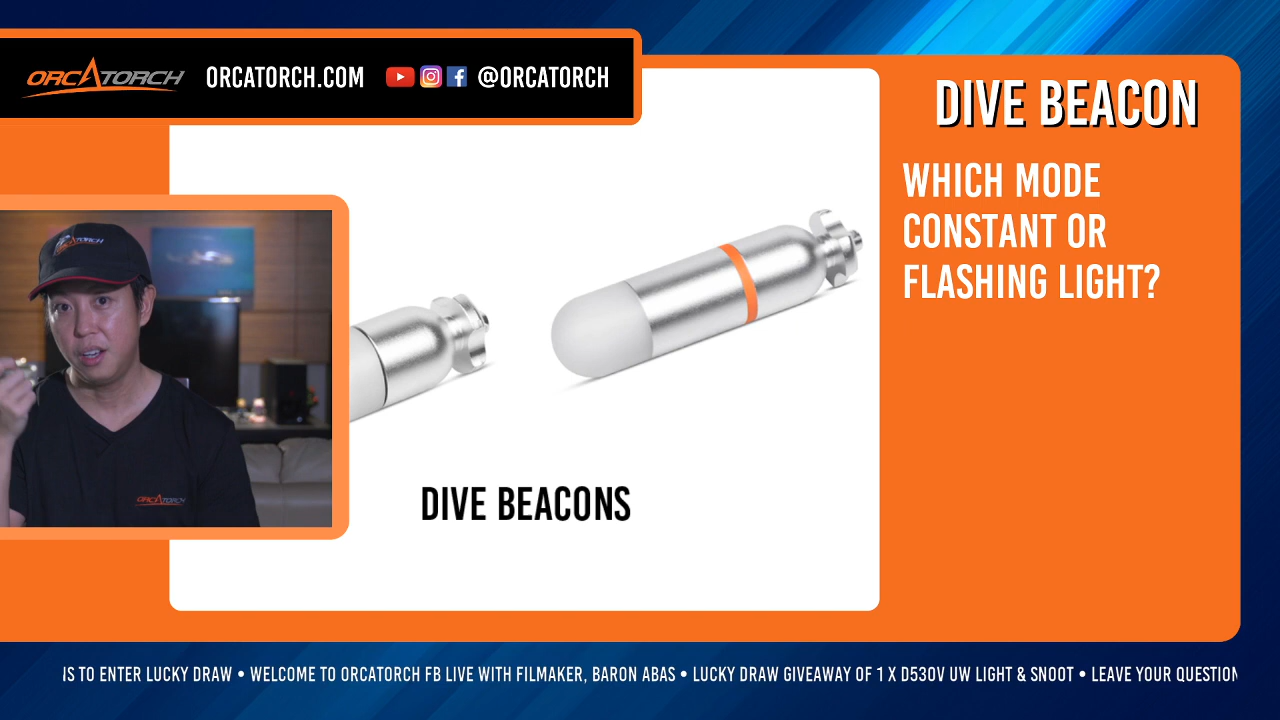 ORCATORCH
ORCATORCH.COM
@ORCATORCH
DIVE BEACON
WHICH MODE
CONSTANT OR
FLASHING LIGHT?
ORCATORCH
DIVE BEACONS
IS TO ENTER LUCKY DRAW • WELCOME TO ORCATORCH FB LIVE WITH FILMAKER, BARON ABAS • LUCKY DRAW GIVEAWAY OF 1 X D530V UW LIGHT & SNOOT • LEAVE YOUR QUESTION